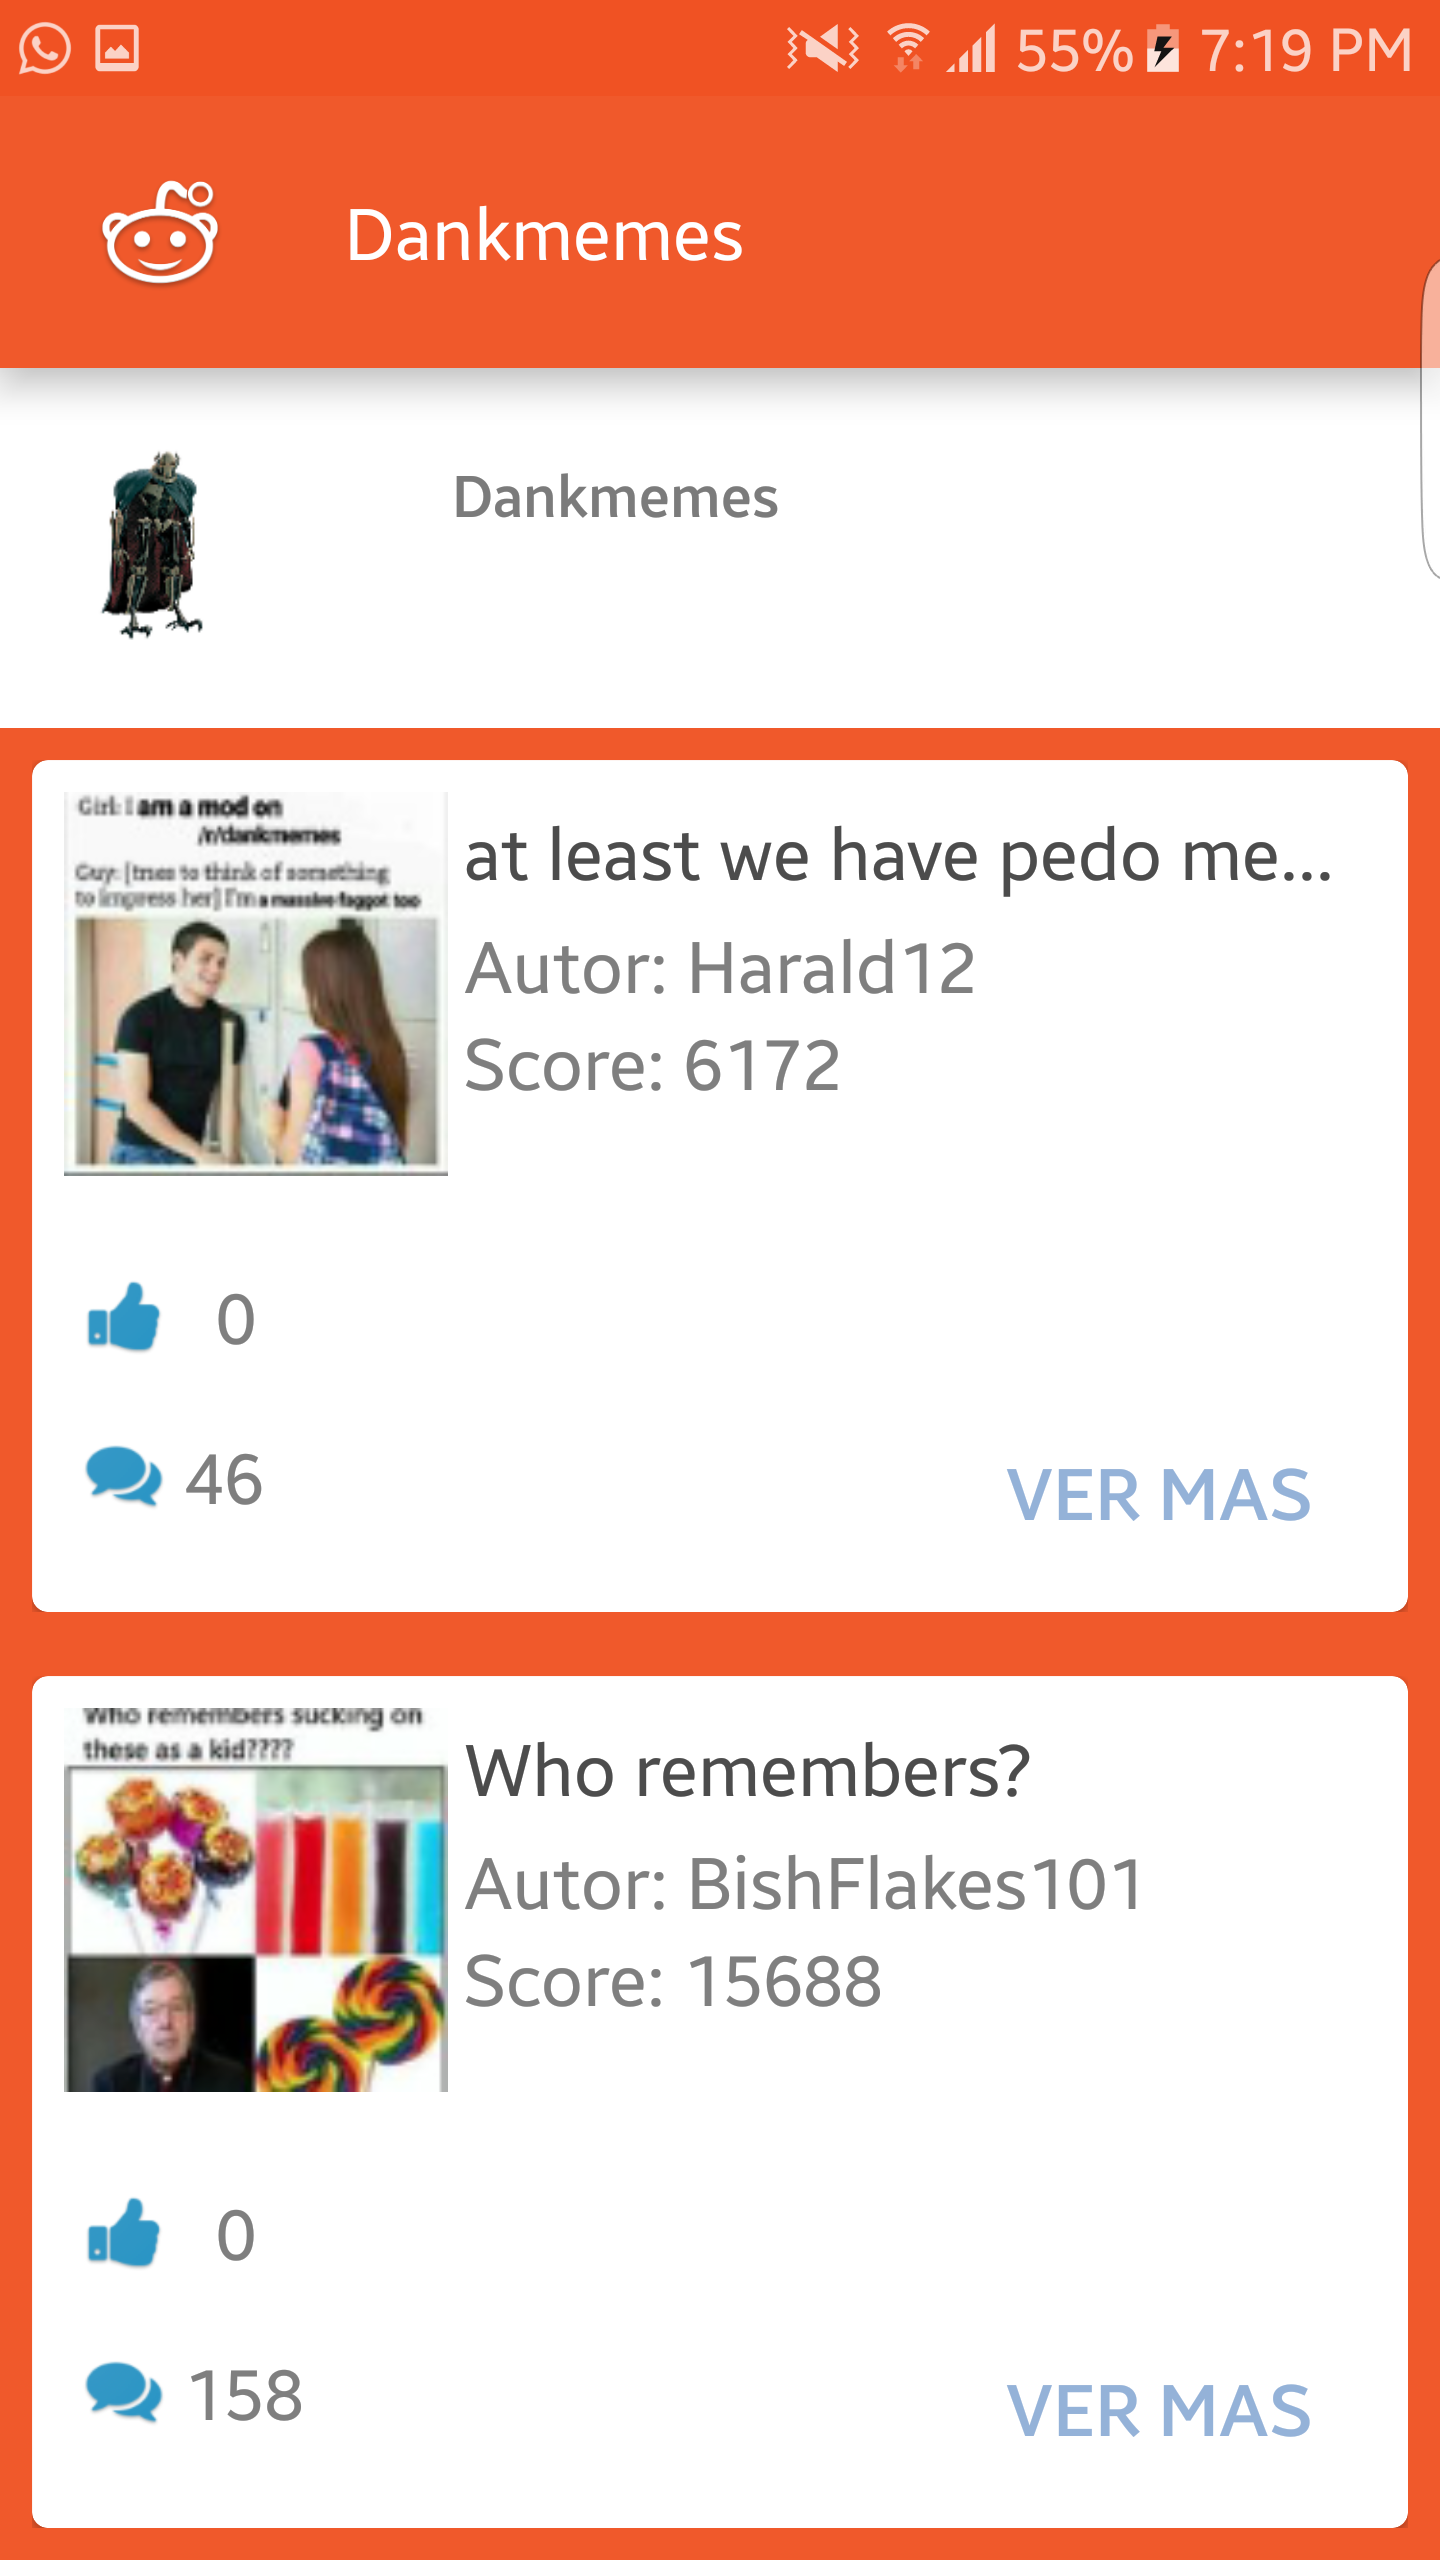 55% 7:19 PM
Dankmemes
Dankmemes
Girl: I am a mod on
/r/dankmemes
Guy: [tries to think of something
to impress her] I'm a massive faggot too
at least we have pedo me...
Autor: Harald12
Score: 6172
0
46
VER MAS
Who remembers sucking on
these as a kid????
Who remembers?
Autor: BishFlakes101
Score: 15688
0
158
VER MAS